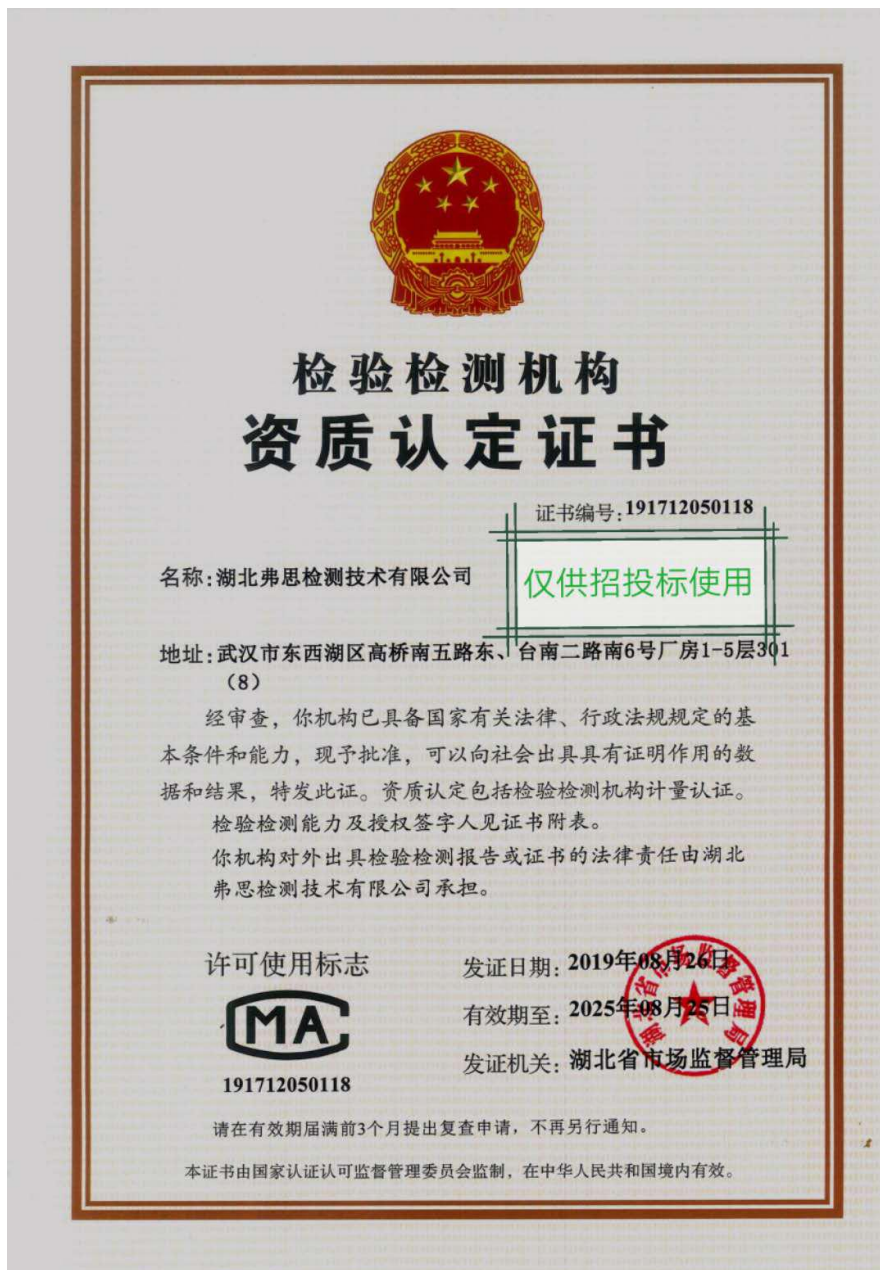 检验检测机构
资质认定证书
证书编号:191712050118
仅供招投标使用
名称:湖北弗思检测技术有限公司
地址:武汉市东西湖区高桥南五路东、台南二路南6号厂房1-5层301
(8)
经审查，你机构已具备国家有关法律、行政法规规定的基
本条件和能力，现予批准，可以向社会出具具有证明作用的数
据和结果，特发此证。资质认定包括检验检测机构计量认证。
检验检测能力及授权签字人见证书附表。
你机构对外出具检验检测报告或证书的法律责任由湖北
弗思检测技术有限公司承担。
许可使用标志
MA
191712050118
发证日期:2019年08月26日
有效期至:2025年08月25日
发证机关:湖北省市场监督管理局
湖北省市场监督管理局
请在有效期届满前3个月提出复查申请，不再另行通知。
本证书由国家认证认可监督管理委员会监制，在中华人民共和国境内有效。